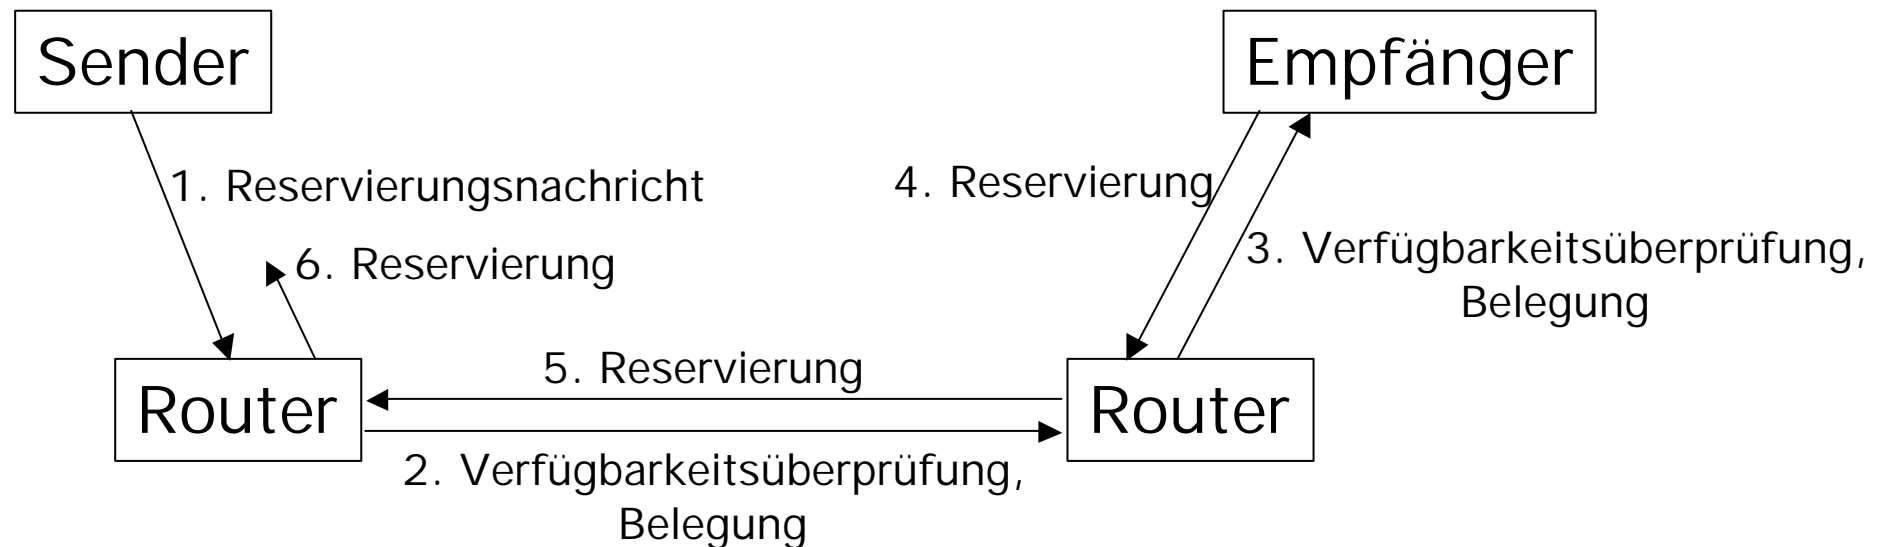 Sender
Empfänger
1. Reservierungsnachricht
4. Reservierung
6. Reservierung
3. Verfügbarkeitsüberprüfung,
Belegung
5. Reservierung
Router
Router
2. Verfügbarkeitsüberprüfung,
Belegung